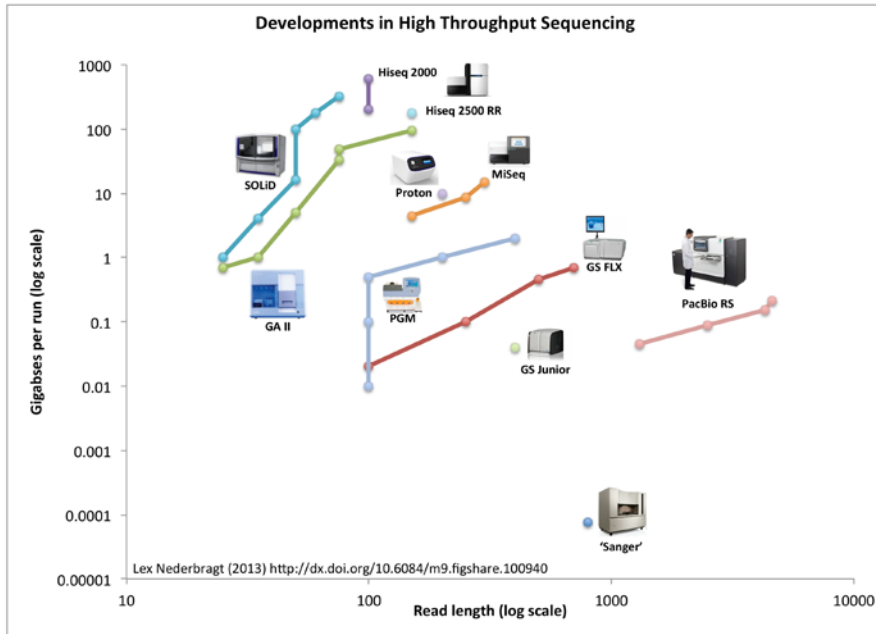 Developments in High Throughput Sequencing
Gigabses per run (log scale)
1000
100
10
1
0.1
0.01
0.001
0.0001
0.00001
Hiseq 2000
Hiseq 2500 RR
SOLiD
Proton
MiSeq
GS FLX
GA II
PGM
PacBio RS
GS Junior
‘Sanger’
Lex Nederbragt (2013) http://dx.doi.org/10.6084/m9.figshare.100940
10
100
1000
10000
Read length (log scale)